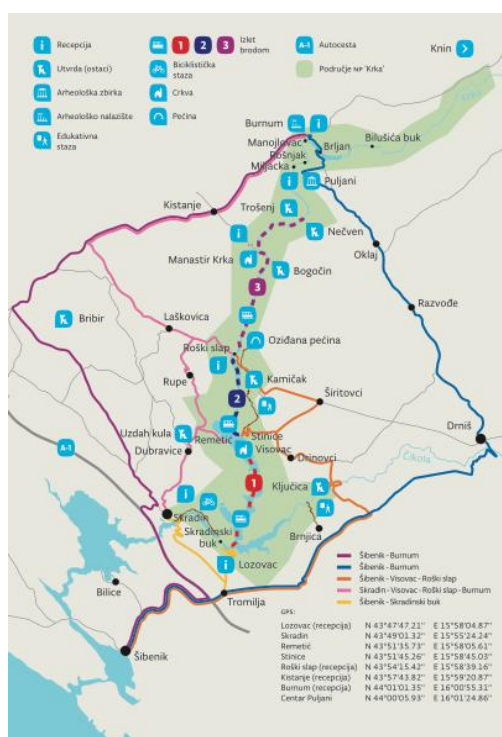 Recepcija
1 2 3 Izlet brodom
A-1 Autocesta
Knin
Utvrda (ostaci)
Biciklistička staza
Područje NP 'Krka'
Arheološka zbirka
Crkva
Arheološko nalazište
Pećina
Edukativna staza
Krka
Burnum
Bilušića buk
Manojlovac
Brljan
Rošnjak
Miljacka
Puljani
Kistanje
Trošenj
Nečven
Oklaj
Manastir Krka
Bogočin
3
Bribir
Razvođe
Laškovica
Oziđana pećina
Roški slap
Rupe
Kamičak
Širitovci
2
Drniš
Uzdah kula
Remetić
Stinice
Dubravice
Visovac
A-1
Drinovci
Čikola
1
Ključica
Skradin
Skradinski buk
Brnjica
Lozovac
Bilice
Tromilja
Šibenik
Šibenik - Burnum
Šibenik - Burnum
Šibenik - Visovac - Roški slap
Skradin - Visovac - Roški slap - Burnum
Šibenik - Skradinski buk
GPS:
Lozovac (recepcija) N 43°47'47.21" E 15°58'04.87"
Skradin N 43°49'01.32" E 15°55'24.24"
Remetić N 43°51'35.73" E 15°58'05.61"
Stinice N 43°51'45.26" E 15°58'45.03"
Roški slap (recepcija) N 43°54'15.42" E 15°58'39.16"
Kistanje (recepcija) N 43°57'43.82" E 15°59'20.87"
Burnum (recepcija) N 44°01'01.35" E 16°00'55.31"
Centar Puljani N 44°00'05.93" E 16°01'24.86"